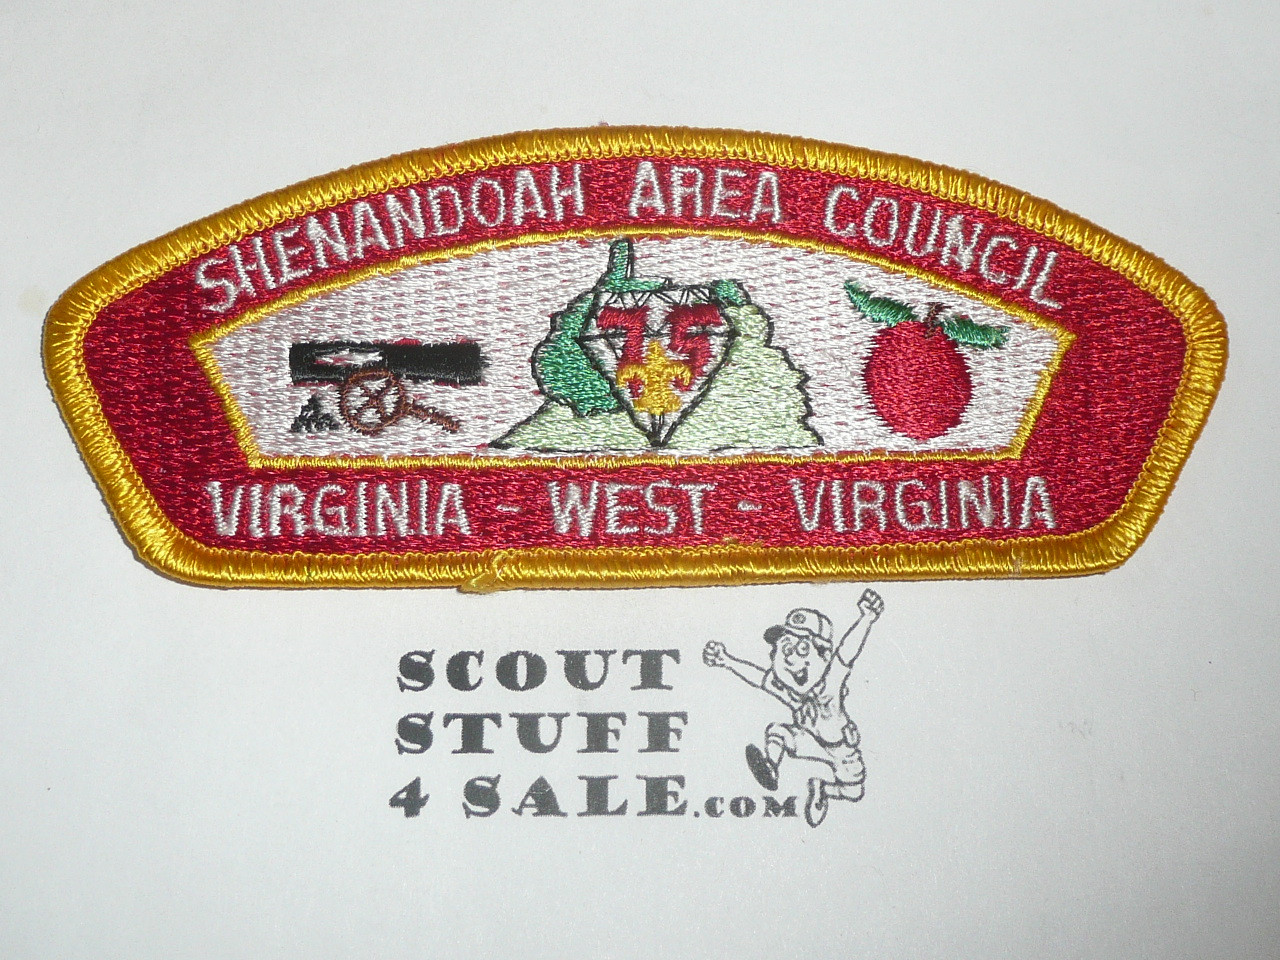 SHENANDOAH AREA COUNCIL
75
VIRGINIA - WEST - VIRGINIA
SCOUT
STUFF
4 SALE.COM